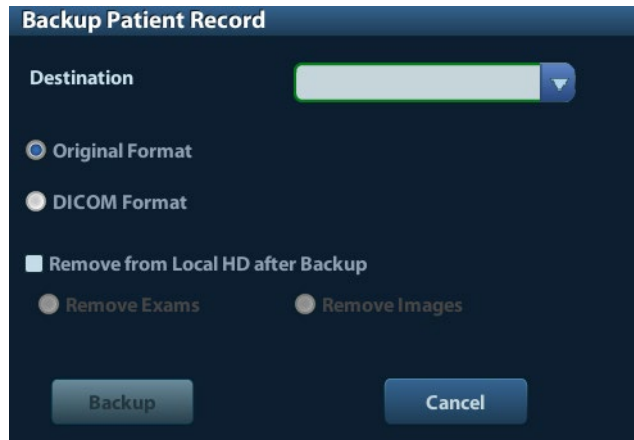 Backup Patient Record
Destination
Original Format
DICOM Format
Remove from Local HD after Backup
Remove Exams Remove Images
Backup Cancel